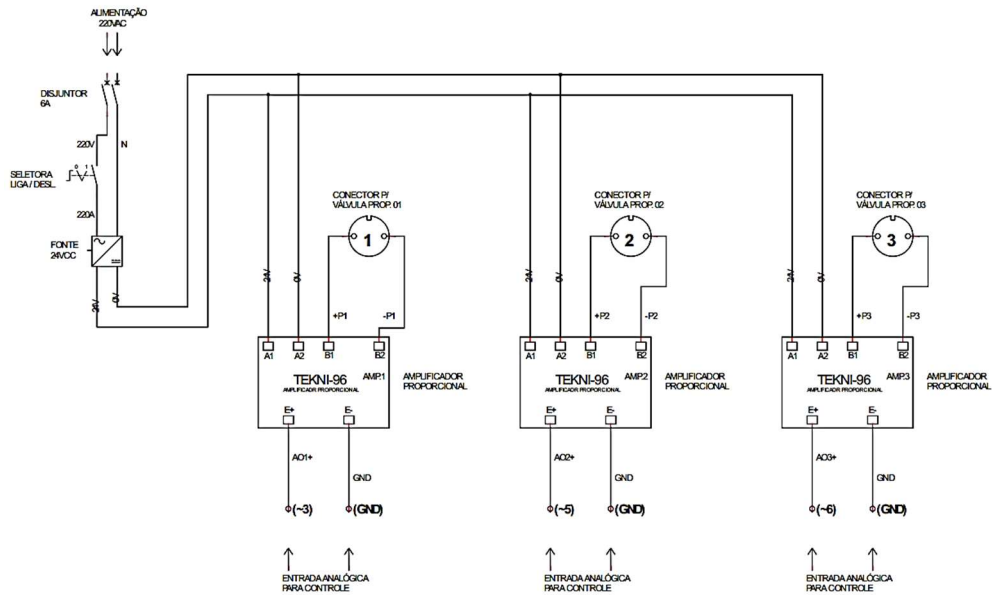 ALIMENTAÇÃO
220VAC
DISJUNTOR
6A
220V
N
0 1
SELETORA
LIGA / DESL.
220A
FONTE
24VCC
24V
0V
CONECTOR P/
VÁLVULA PROP. 01
1
24V
0V
+P1
-P1
A1 A2 B1 B2
TEKNI-96
AMP.1
AMPLIFICADOR PROPORCIONAL
E+ E-
AMPLIFICADOR
PROPORCIONAL
AO1+
GND
(~3) (GND)
ENTRADA ANALÓGICA
PARA CONTROLE
CONECTOR P/
VÁLVULA PROP. 02
2
24V
0V
+P2
-P2
A1 A2 B1 B2
TEKNI-96
AMP.2
AMPLIFICADOR PROPORCIONAL
E+ E-
AMPLIFICADOR
PROPORCIONAL
AO2+
GND
(~5) (GND)
ENTRADA ANALÓGICA
PARA CONTROLE
CONECTOR P/
VÁLVULA PROP. 03
3
24V
0V
+P3
-P3
A1 A2 B1 B2
TEKNI-96
AMP.3
AMPLIFICADOR PROPORCIONAL
E+ E-
AMPLIFICADOR
PROPORCIONAL
AO3+
GND
(~6) (GND)
ENTRADA ANALÓGICA
PARA CONTROLE